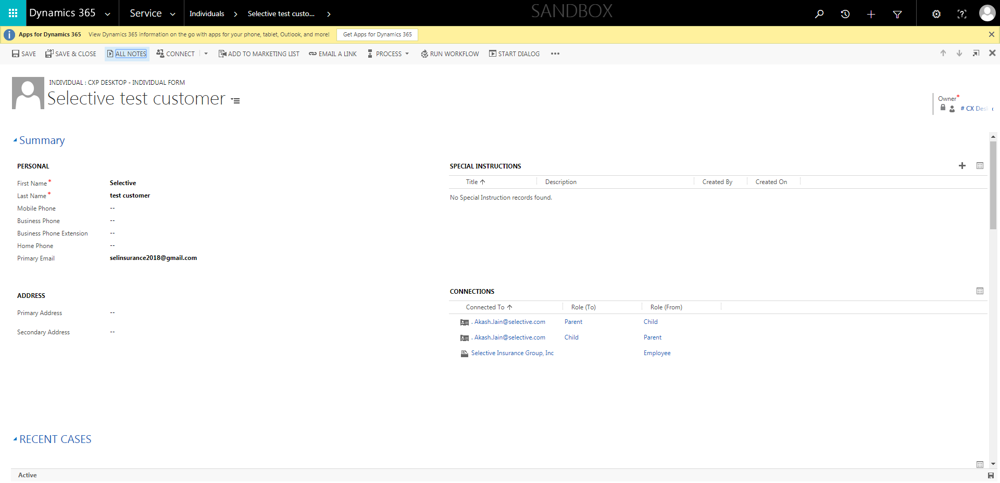 Dynamics 365 Service Individuals Selective test custo... SANDBOX
Apps for Dynamics 365 View Dynamics 365 information on the go with apps for your phone, tablet, Outlook, and more! Get Apps for Dynamics 365
SAVE SAVE & CLOSE ALL NOTES CONNECT ADD TO MARKETING LIST EMAIL A LINK PROCESS RUN WORKFLOW START DIALOG •••
INDIVIDUAL : CXP DESKTOP - INDIVIDUAL FORM
Selective test customer
Owner*
# CX Des
Summary
PERSONAL
First Name* Selective
Last Name* test customer
Mobile Phone --
Business Phone --
Business Phone Extension --
Home Phone --
Primary Email selinsurance2018@gmail.com
ADDRESS
Primary Address --
Secondary Address --
SPECIAL INSTRUCTIONS
Title Description Created By Created On
No Special Instruction records found.
CONNECTIONS
Connected To Role (To) Role (From)
. Akash.Jain@selective.com Parent Child
. Akash.Jain@selective.com Child Parent
Selective Insurance Group, Inc Employee
RECENT CASES
Active